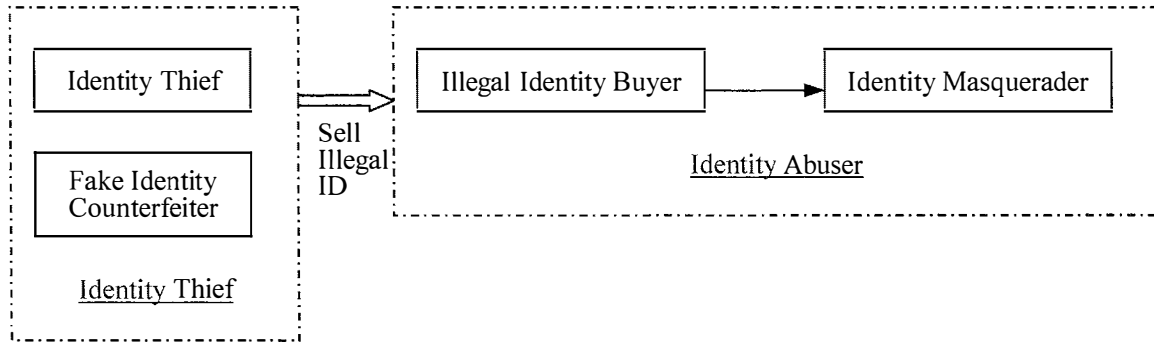 Identity Thief
Fake Identity
Counterfeiter
Identity Thief
Sell
Illegal
ID
Illegal Identity Buyer
Identity Masquerader
Identity Abuser